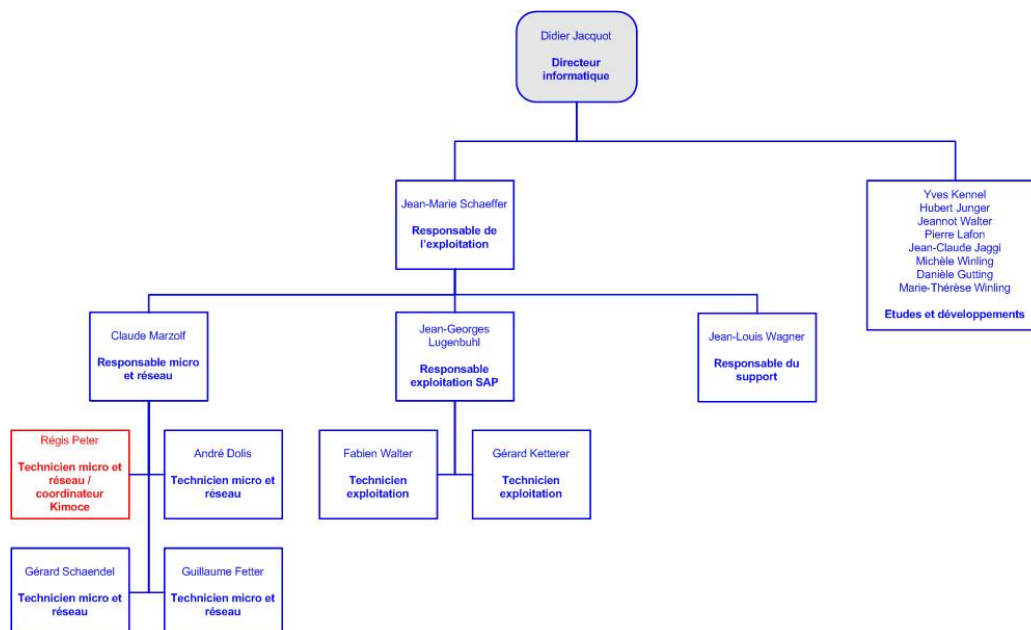 Didier Jacquot
Directeur
informatique
Jean-Marie Schaeffer
Responsable de
l'exploitation
Yves Kennel
Hubert Junger
Jeannot Walter
Pierre Lafon
Jean-Claude Jaggi
Michèle Winling
Danièle Gutting
Marie-Thérèse Winling
Etudes et développements
Claude Marzolf
Responsable micro
et réseau
Jean-Georges
Lugenbuhl
Responsable
exploitation SAP
Jean-Louis Wagner
Responsable du
support
Régis Peter
Technicien micro et
réseau /
coordinateur
Kimoce
André Dolis
Technicien micro et
réseau
Fabien Walter
Technicien
exploitation
Gérard Ketterer
Technicien
exploitation
Gérard Schaendel
Technicien micro et
réseau
Guillaume Fetter
Technicien micro et
réseau